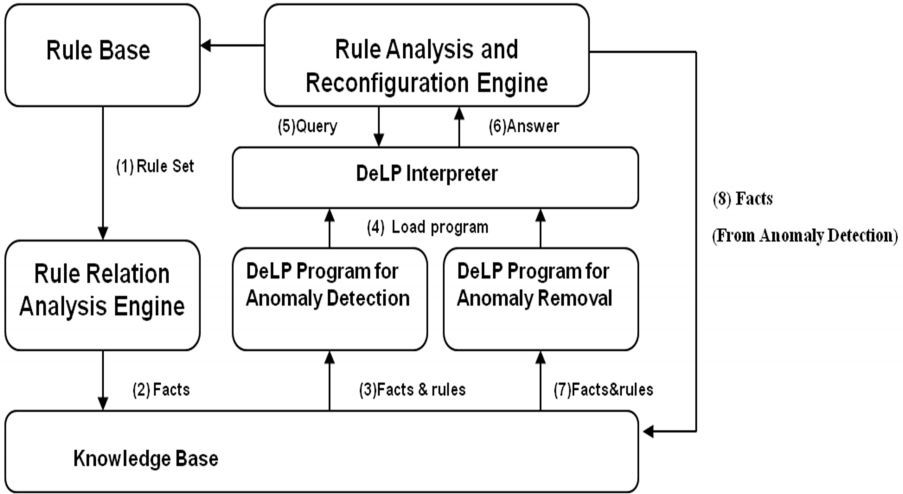 Rule Base
Rule Analysis and
Reconfiguration Engine
(5)Query
(6)Answer
(1) Rule Set
DeLP Interpreter
(8) Facts
(From Anomaly Detection)
(4) Load program
Rule Relation
Analysis Engine
DeLP Program for
Anomaly Detection
DeLP Program for
Anomaly Removal
(2) Facts
(3)Facts & rules
(7)Facts&rules
Knowledge Base